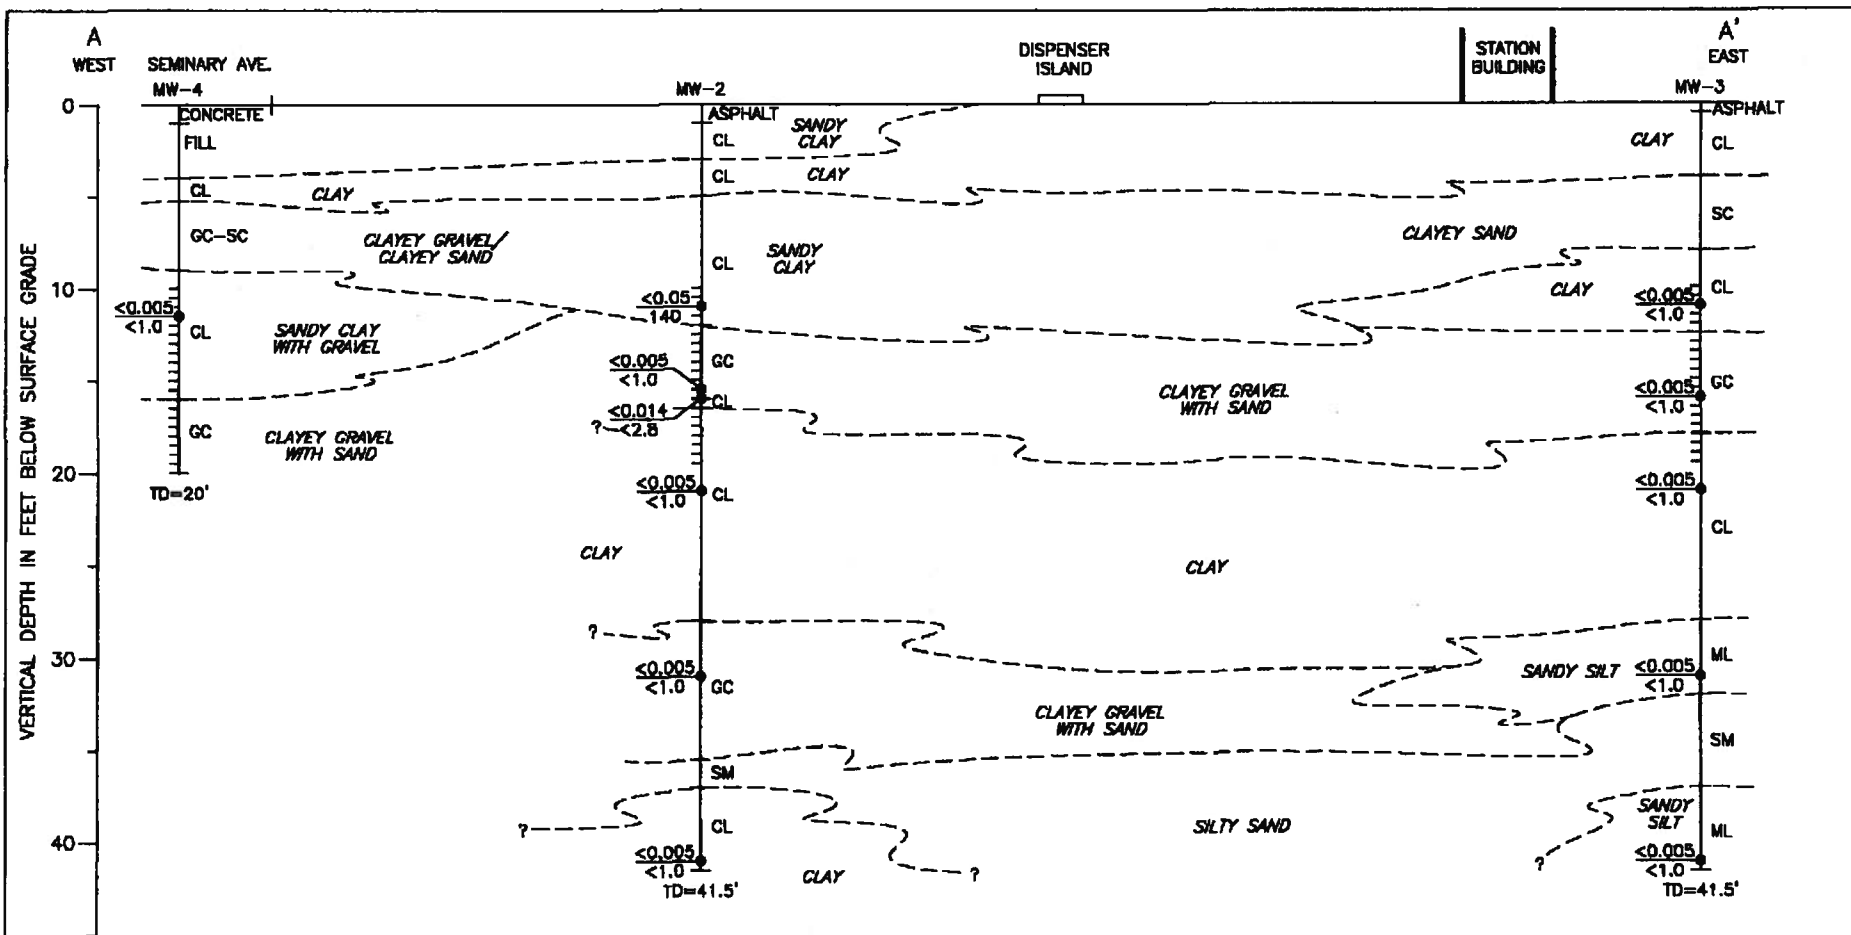 A
WEST
SEMINARY AVE.
MW-4
MW-2
DISPENSER
ISLAND
STATION
BUILDING
A'
EAST
MW-3
VERTICAL DEPTH IN FEET BELOW SURFACE GRADE
0
10
20
30
40
CONCRETE
FILL
CL
CLAY
GC-SC
CLAYEY GRAVEL/
CLAYEY SAND
<0.005
<1.0
CL
SANDY CLAY
WITH GRAVEL
GC
CLAYEY GRAVEL
WITH SAND
TD=20'
ASPHALT
CL
SANDY
CLAY
CL
CLAY
CL
SANDY
CLAY
<0.05
140
GC
<0.005
<1.0
CL
<0.014
?
<2.8
<0.005
<1.0
CL
CLAY
?
<0.005
<1.0
GC
SM
?
CL
<0.005
<1.0
CLAY
?
TD=41.5'
CLAYEY GRAVEL
WITH SAND
CLAY
CLAYEY GRAVEL
WITH SAND
SILTY SAND
ASPHALT
CLAY
CL
SC
CLAYEY SAND
CL
CLAY
<0.005
<1.0
GC
<0.005
<1.0
<0.005
<1.0
CL
ML
SANDY SILT
<0.005
<1.0
SM
SANDY
SILT
ML
?
<0.005
<1.0
TD=41.5'